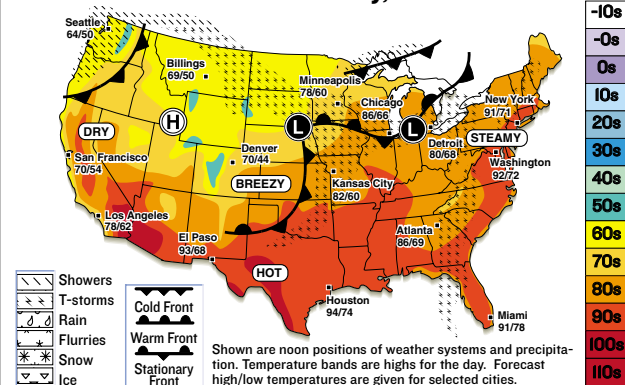 Seattle
64/50
Billings
69/50
Minneapolis
78/60
Chicago
86/66
New York
91/71
DRY
H
L
L
STEAMY
San Francisco
70/54
Denver
70/44
Detroit
80/68
Washington
92/72
BREEZY
Kansas City
82/60
Los Angeles
78/62
El Paso
93/68
Atlanta
86/69
HOT
Houston
94/74
Miami
91/78
Showers
T-storms
Rain
Flurries
Snow
Ice
Cold Front
Warm Front
Stationary
Front
Shown are noon positions of weather systems and precipita-
tion. Temperature bands are highs for the day. Forecast
high/low temperatures are given for selected cities.
-10s
-0s
0s
10s
20s
30s
40s
50s
60s
70s
80s
90s
100s
110s